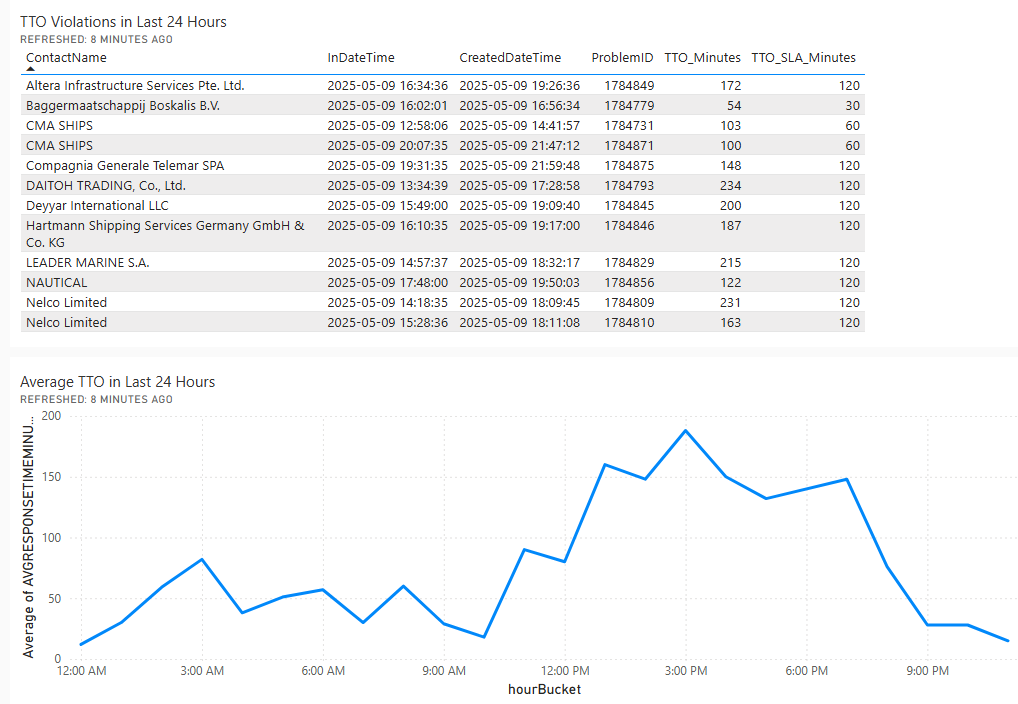 TTO Violations in Last 24 Hours
REFRESHED: 8 MINUTES AGO
ContactName InDateTime CreatedDateTime ProblemID TTO_Minutes TTO_SLA_Minutes
Altera Infrastructure Services Pte. Ltd. 2025-05-09 16:34:36 2025-05-09 19:26:36 1784849 172 120
Baggermaatschappij Boskalis B.V. 2025-05-09 16:02:01 2025-05-09 16:56:34 1784779 54 30
CMA SHIPS 2025-05-09 12:58:06 2025-05-09 14:41:57 1784731 103 60
CMA SHIPS 2025-05-09 20:07:35 2025-05-09 21:47:12 1784871 100 60
Compagnia Generale Telemar SPA 2025-05-09 19:31:35 2025-05-09 21:59:48 1784875 148 120
DAITOH TRADING, Co., Ltd. 2025-05-09 13:34:39 2025-05-09 17:28:58 1784793 234 120
Deyyar International LLC 2025-05-09 15:49:00 2025-05-09 19:09:40 1784845 200 120
Hartmann Shipping Services Germany GmbH & 2025-05-09 16:10:35 2025-05-09 19:17:00 1784846 187 120
Co. KG
LEADER MARINE S.A. 2025-05-09 14:57:37 2025-05-09 18:32:17 1784829 215 120
NAUTICAL 2025-05-09 17:48:00 2025-05-09 19:50:03 1784856 122 120
Nelco Limited 2025-05-09 14:18:35 2025-05-09 18:09:45 1784809 231 120
Nelco Limited 2025-05-09 15:28:36 2025-05-09 18:11:08 1784810 163 120
Average TTO in Last 24 Hours
REFRESHED: 8 MINUTES AGO
Average of AVGRESPONSETIMEMINU...
200
150
100
50
0
12:00 AM 3:00 AM 6:00 AM 9:00 AM 12:00 PM 3:00 PM 6:00 PM 9:00 PM
hourBucket